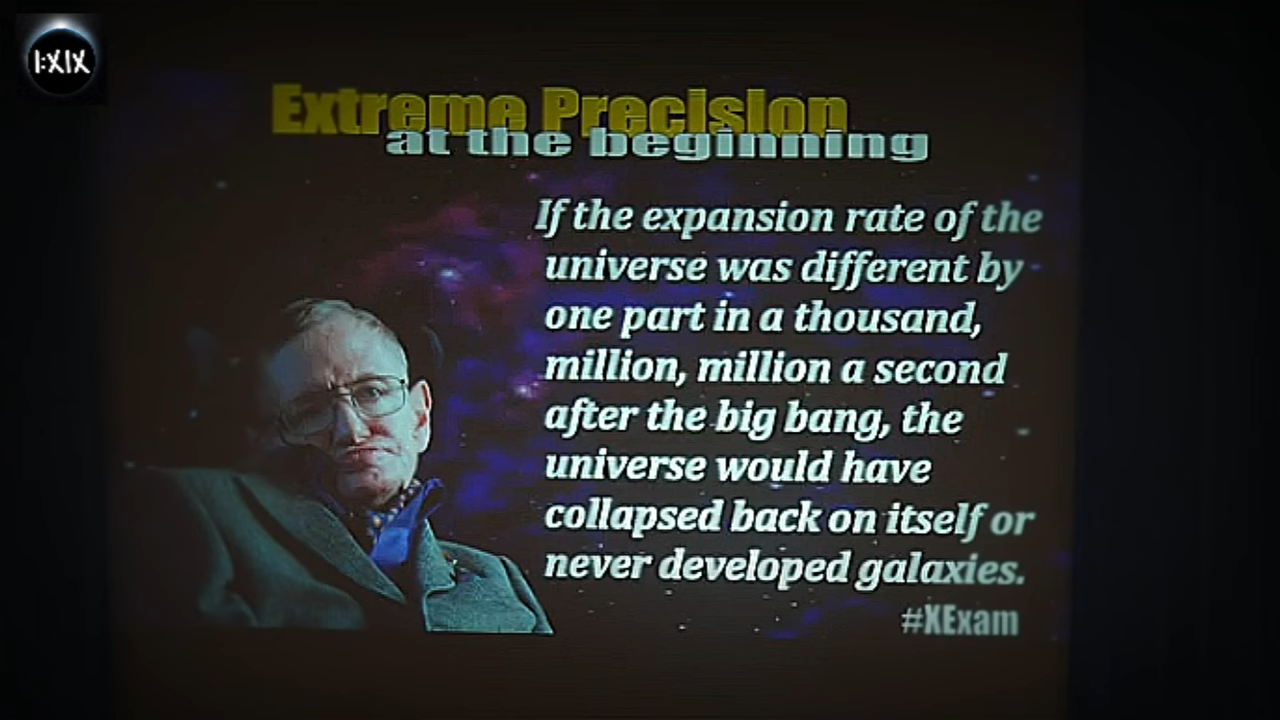 I:XIX
Extreme Precision
at the beginning
If the expansion rate of the
universe was different by
one part in a thousand,
million, million a second
after the big bang, the
universe would have
collapsed back on itself or
never developed galaxies.
#XExam